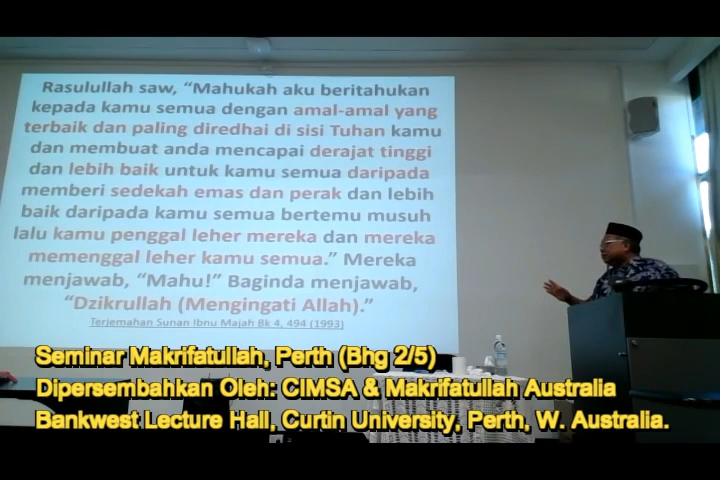 Rasulullah saw, “Mahukah aku beritahukan
kepada kamu semua dengan amal-amal yang
terbaik dan paling diredhai di sisi Tuhan kamu
dan membuat anda mencapai derajat tinggi
dan lebih baik untuk kamu semua daripada
memberi sedekah emas dan perak dan lebih
baik daripada kamu semua bertemu musuh
lalu kamu penggal leher mereka dan mereka
memenggal leher kamu semua.” Mereka
menjawab, “Mahu!” Baginda menjawab,
“Dzikrullah (Mengingati Allah).”
Terjemahan Sunan Ibnu Majah Bk 4, 494 (1993)
Seminar Makrifatullah, Perth (Bhg 2/5)
Dipersembahkan Oleh: CIMSA & Makrifatullah Australia
Bankwest Lecture Hall, Curtin University, Perth, W. Australia.